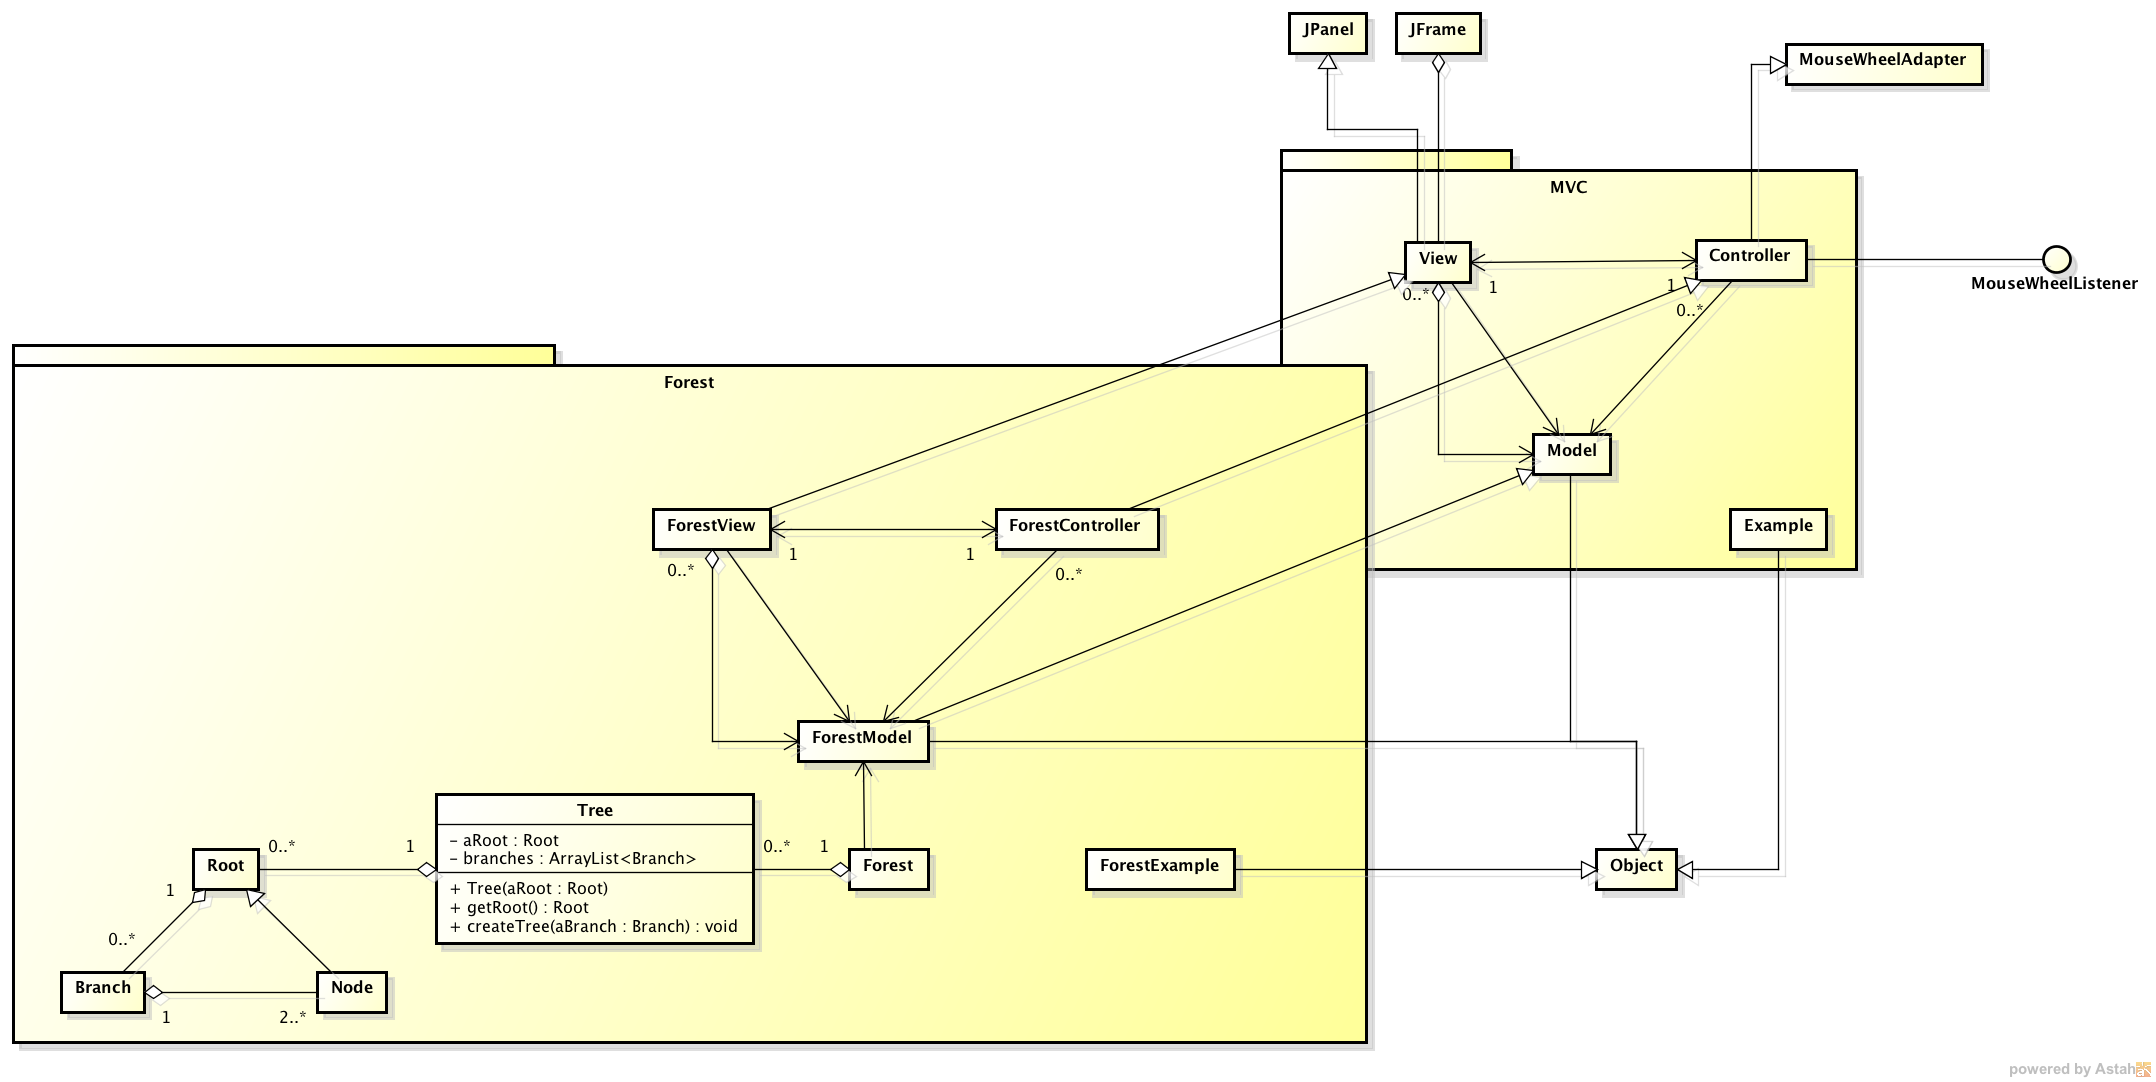 JPanel
JFrame
MouseWheelAdapter
MVC
View
Controller
MouseWheelListener
0..*
1
1
0..*
Forest
Model
ForestView
ForestController
Example
0..*
1
1
0..*
ForestModel
Tree
- aRoot : Root
- branches : ArrayList<Branch>
+ Tree(aRoot : Root)
+ getRoot() : Root
+ createTree(aBranch : Branch) : void
Root
0..*
1
0..*
1
Forest
ForestExample
Object
1
0..*
Branch
Node
1
2..*
powered by Astah